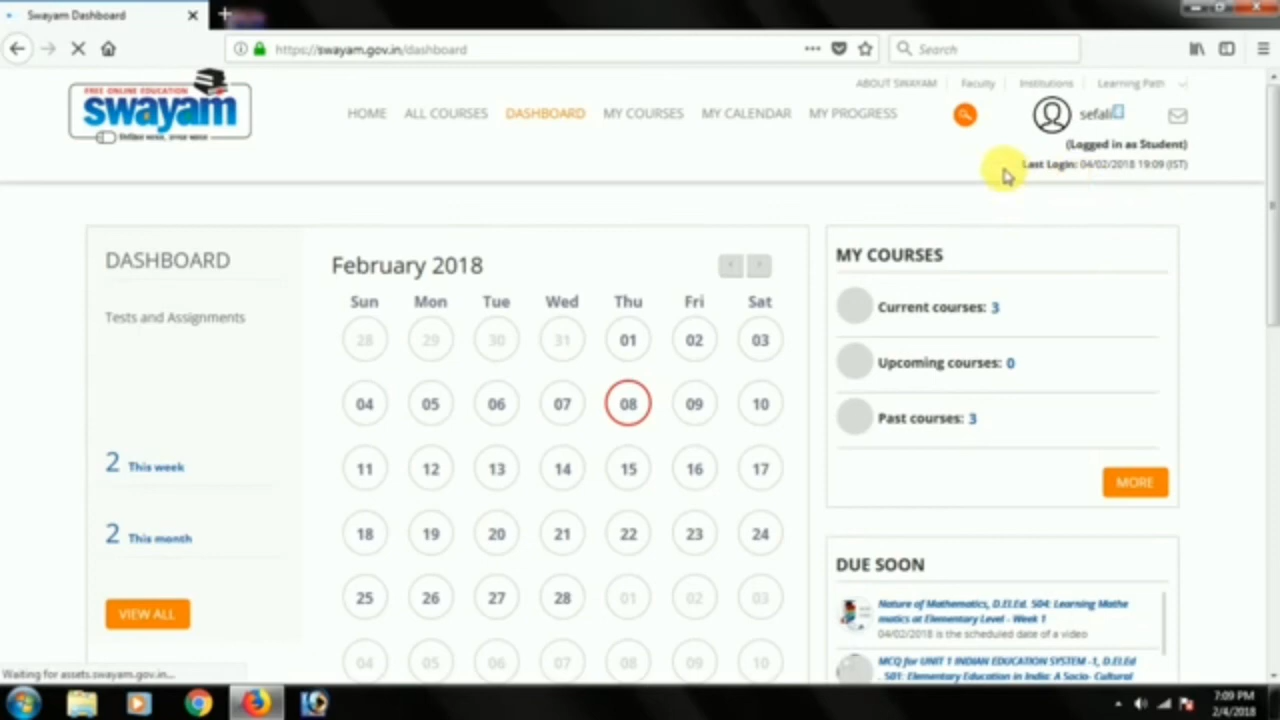 Swayam Dashboard
https://swayam.gov.in/dashboard
Search
ABOUT SWAYAM Faculty Institutions Learning Path
FREE ONLINE EDUCATION
swayam
HOME ALL COURSES DASHBOARD MY COURSES MY CALENDAR MY PROGRESS
sefali
(Logged in as Student)
Last Login: 04/02/2018 19:09 (IST)
DASHBOARD
Tests and Assignments
2 This week
2 This month
VIEW ALL
February 2018
Sun Mon Tue Wed Thu Fri Sat
28 29 30 31 01 02 03
04 05 06 07 08 09 10
11 12 13 14 15 16 17
18 19 20 21 22 23 24
25 26 27 28 01 02 03
04 05 06 07 08 09 10
MY COURSES
Current courses: 3
Upcoming courses: 0
Past courses: 3
MORE
DUE SOON
Nature of Mathematics, D.El.Ed. 504: Learning Mathe
matics at Elementary Level - Week 1
04/02/2018 is the scheduled date of a video
MCQ for UNIT 1 INDIAN EDUCATION SYSTEM -1, D.El.Ed
. 501: Elementary Education in India: A Socio- Cultural
Waiting for assets.swayam.gov.in...
7:09 PM
2/4/2018